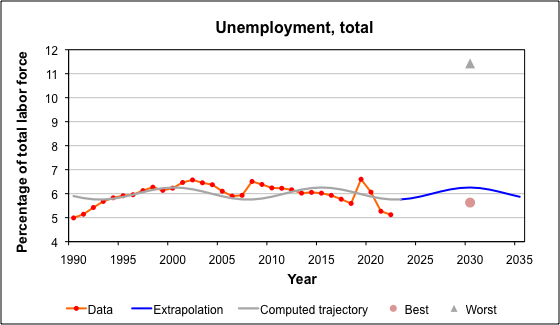 Unemployment, total
Percentage of total labor force
12
11
10
9
8
7
6
5
4
1990 1995 2000 2005 2010 2015 2020 2025 2030 2035
Year
Data Extrapolation Computed trajectory Best Worst